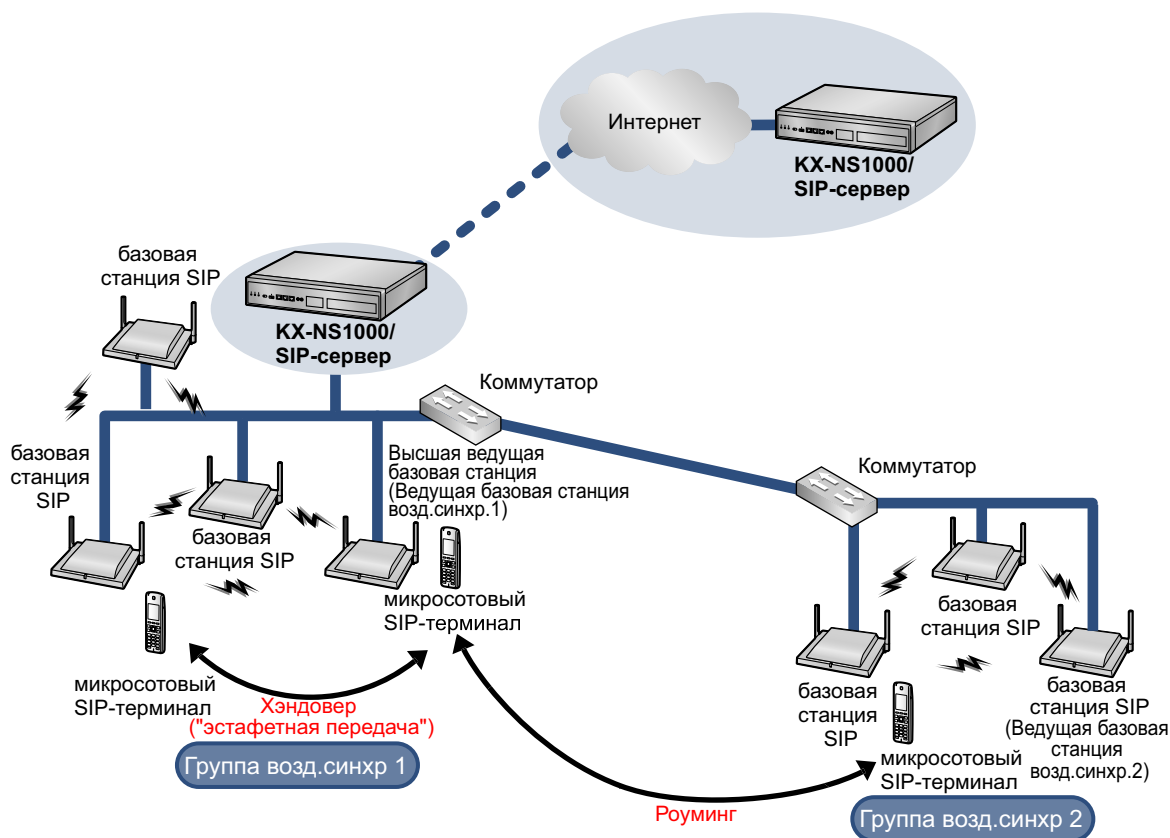 Интернет
KX-NS1000/
SIP-сервер
базовая
станция SIP
KX-NS1000/
SIP-сервер
Коммутатор
базовая
станция
SIP
Высшая ведущая
базовая станция
(Ведущая базовая станция
возд.синхр.1)
Коммутатор
базовая
станция SIP
микросотовый
SIP-терминал
базовая
станция SIP
микросотовый
SIP-терминал
Хэндовер
("эстафетная передача")
базовая
станция
SIP
базовая
станция SIP
(Ведущая базовая
станция
возд.синхр.2)
Группа возд.синхр 1
микросотовый
SIP-терминал
Роуминг
Группа возд.синхр 2